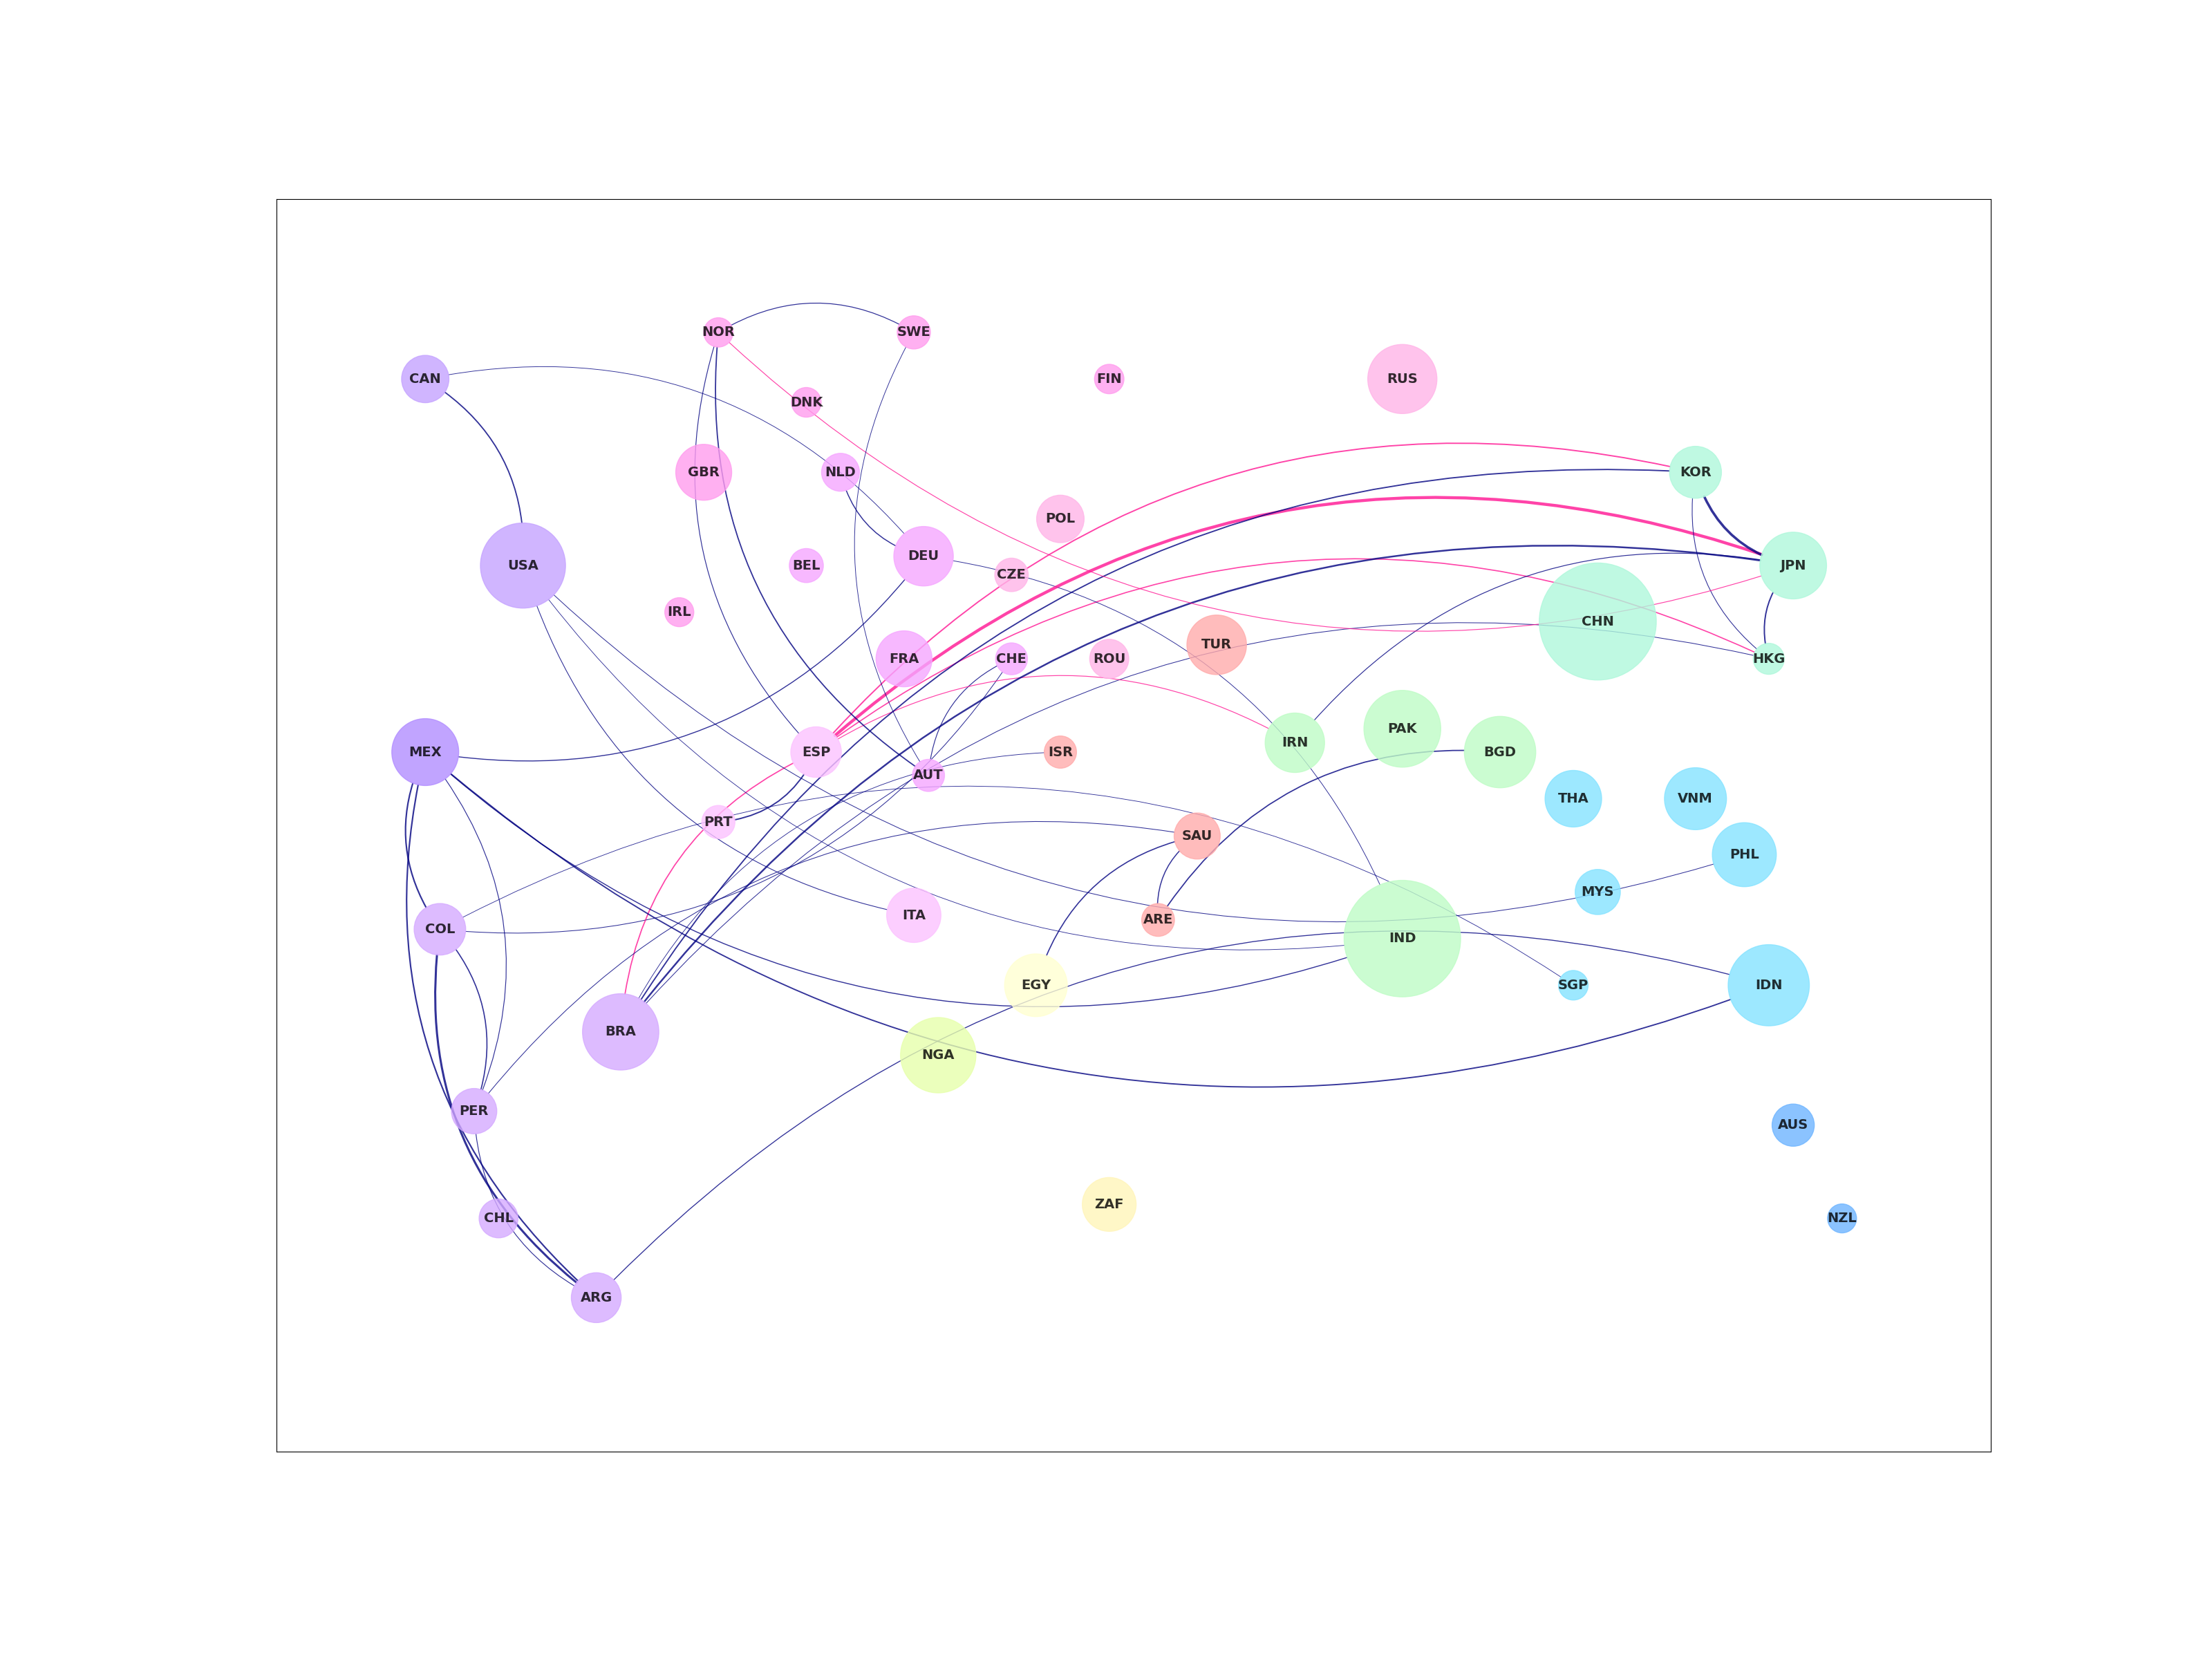 NOR
SWE
CAN
FIN
RUS
DNK
GBR
NLD
KOR
POL
DEU
USA
BEL
CZE
JPN
IRL
CHN
TUR
FRA
CHE
ROU
HKG
PAK
IRN
MEX
ESP
ISR
BGD
AUT
THA
VNM
PRT
SAU
PHL
MYS
ITA
ARE
COL
IND
EGY
SGP
IDN
BRA
NGA
PER
AUS
ZAF
CHL
NZL
ARG